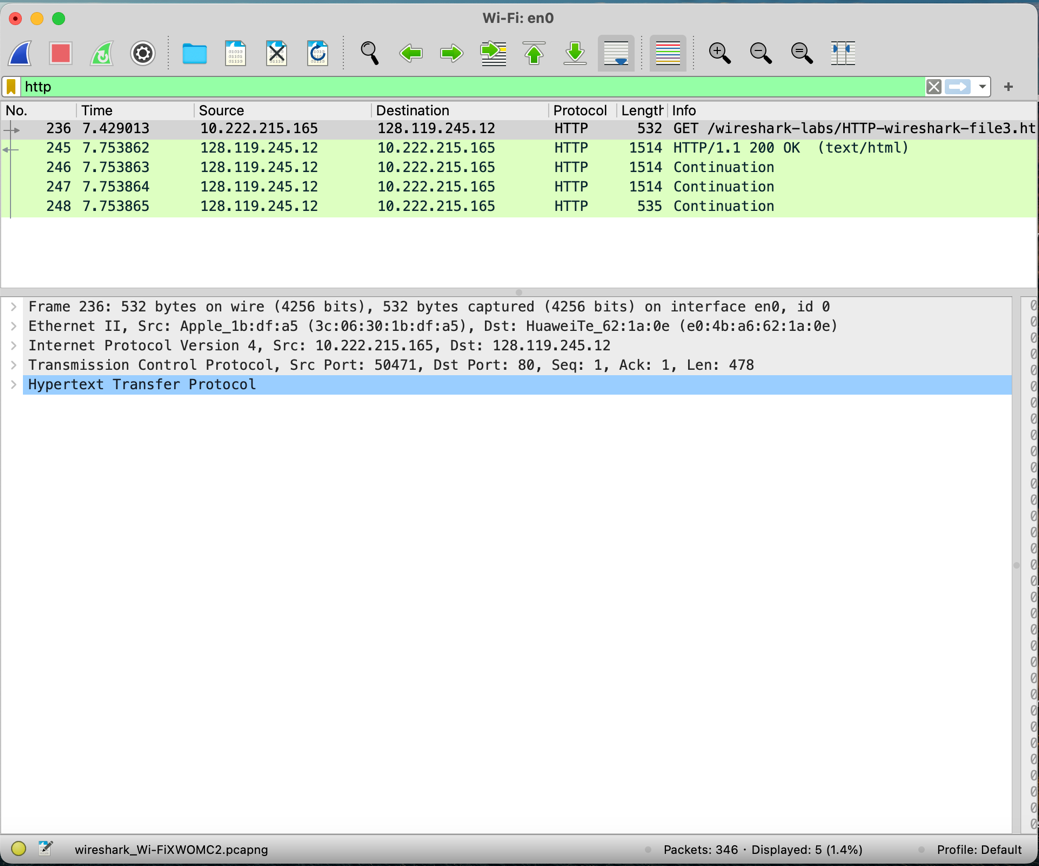 Wi-Fi: en0
http
No. Time Source Destination Protocol Length Info
236 7.429013 10.222.215.165 128.119.245.12 HTTP 532 GET /wireshark-labs/HTTP-wireshark-file3.ht
245 7.753862 128.119.245.12 10.222.215.165 HTTP 1514 HTTP/1.1 200 OK (text/html)
246 7.753863 128.119.245.12 10.222.215.165 HTTP 1514 Continuation
247 7.753864 128.119.245.12 10.222.215.165 HTTP 1514 Continuation
248 7.753865 128.119.245.12 10.222.215.165 HTTP 535 Continuation
Frame 236: 532 bytes on wire (4256 bits), 532 bytes captured (4256 bits) on interface en0, id 0
Ethernet II, Src: Apple_1b:df:a5 (3c:06:30:1b:df:a5), Dst: HuaweiTe_62:1a:0e (e0:4b:a6:62:1a:0e)
Internet Protocol Version 4, Src: 10.222.215.165, Dst: 128.119.245.12
Transmission Control Protocol, Src Port: 50471, Dst Port: 80, Seq: 1, Ack: 1, Len: 478
Hypertext Transfer Protocol
wireshark_Wi-FiXWOMC2.pcapng Packets: 346 · Displayed: 5 (1.4%) Profile: Default